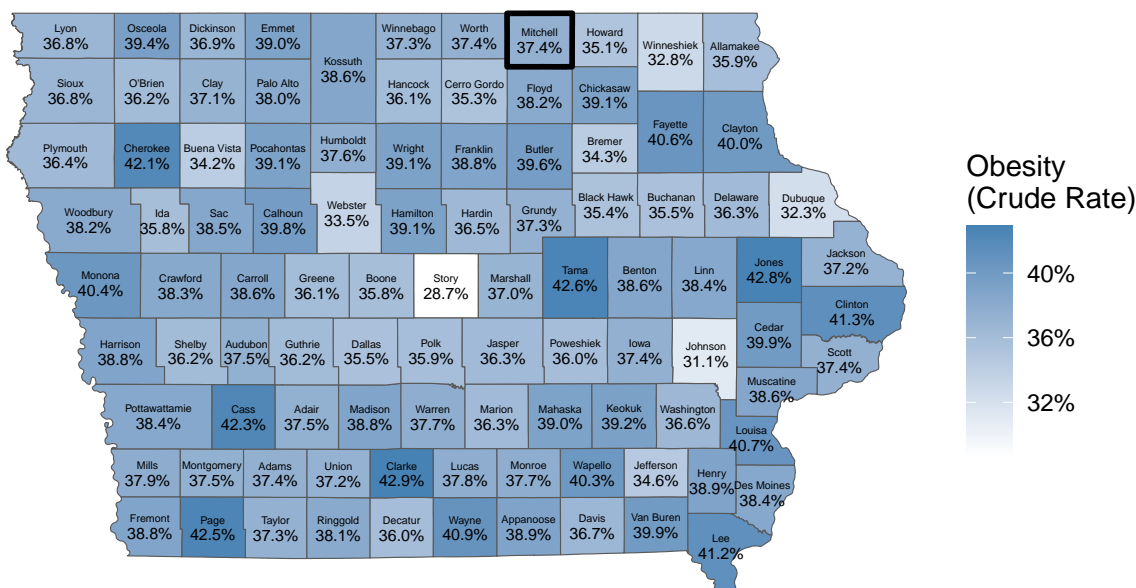 Lyon
36.8%
Osceola
39.4%
Dickinson
36.9%
Emmet
39.0%
Kossuth
38.6%
Winnebago
37.3%
Worth
37.4%
Mitchell
37.4%
Howard
35.1%
Winneshiek
32.8%
Allamakee
35.9%
Sioux
36.8%
O'Brien
36.2%
Clay
37.1%
Palo Alto
38.0%
Hancock
36.1%
Cerro Gordo
35.3%
Floyd
38.2%
Chickasaw
39.1%
Fayette
40.6%
Clayton
40.0%
Plymouth
36.4%
Cherokee
42.1%
Buena Vista
34.2%
Pocahontas
39.1%
Humboldt
37.6%
Wright
39.1%
Franklin
38.8%
Butler
39.6%
Bremer
34.3%
Woodbury
38.2%
Ida
35.8%
Sac
38.5%
Calhoun
39.8%
Webster
33.5%
Hamilton
39.1%
Hardin
36.5%
Grundy
37.3%
Black Hawk
35.4%
Buchanan
35.5%
Delaware
36.3%
Dubuque
32.3%
Monona
40.4%
Crawford
38.3%
Carroll
38.6%
Greene
36.1%
Boone
35.8%
Story
28.7%
Marshall
37.0%
Tama
42.6%
Benton
38.6%
Linn
38.4%
Jones
42.8%
Jackson
37.2%
Clinton
41.3%
Harrison
38.8%
Shelby
36.2%
Audubon
37.5%
Guthrie
36.2%
Dallas
35.5%
Polk
35.9%
Jasper
36.3%
Poweshiek
36.0%
Iowa
37.4%
Johnson
31.1%
Cedar
39.9%
Scott
37.4%
Muscatine
38.6%
Pottawattamie
38.4%
Cass
42.3%
Adair
37.5%
Madison
38.8%
Warren
37.7%
Marion
36.3%
Mahaska
39.0%
Keokuk
39.2%
Washington
36.6%
Louisa
40.7%
Mills
37.9%
Montgomery
37.5%
Adams
37.4%
Union
37.2%
Clarke
42.9%
Lucas
37.8%
Monroe
37.7%
Wapello
40.3%
Jefferson
34.6%
Henry
38.9%
Des Moines
38.4%
Fremont
38.8%
Page
42.5%
Taylor
37.3%
Ringgold
38.1%
Decatur
36.0%
Wayne
40.9%
Appanoose
38.9%
Davis
36.7%
Van Buren
39.9%
Lee
41.2%
Obesity
(Crude Rate)
40%
36%
32%